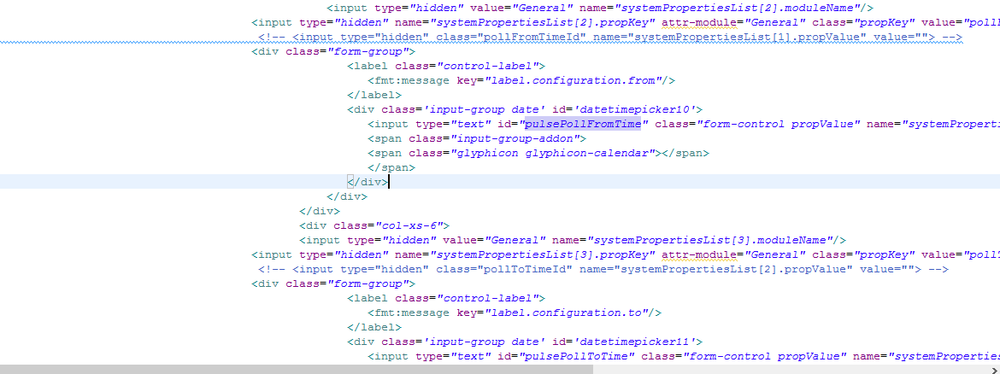 <input type="hidden" value="General" name="systemPropertiesList[2].moduleName"/>
<input type="hidden" name="systemPropertiesList[2].propKey" attr-module="General" class="propKey" value="poll
<!-- <input type="hidden" class="pollFromTimeId" name="systemPropertiesList[1].propValue" value=""> -->
<div class="form-group">
<label class="control-label">
<fmt:message key="label.configuration.from"/>
</label>
<div class='input-group date' id='datetimepicker10'>
<input type="text" id="pulsePollFromTime" class="form-control propValue" name="systemProperti
<span class="input-group-addon">
<span class="glyphicon glyphicon-calendar"></span>
</span>
</div>
</div>
</div>
<div class="col-xs-6">
<input type="hidden" value="General" name="systemPropertiesList[3].moduleName"/>
<input type="hidden" name="systemPropertiesList[3].propKey" attr-module="General" class="propKey" value="pollT
<!-- <input type="hidden" class="pollToTimeId" name="systemPropertiesList[2].propValue" value=""> -->
<div class="form-group">
<label class="control-label">
<fmt:message key="label.configuration.to"/>
</label>
<div class='input-group date' id='datetimepicker11'>
<input type="text" id="pulsePollToTime" class="form-control propValue" name="systemProperties